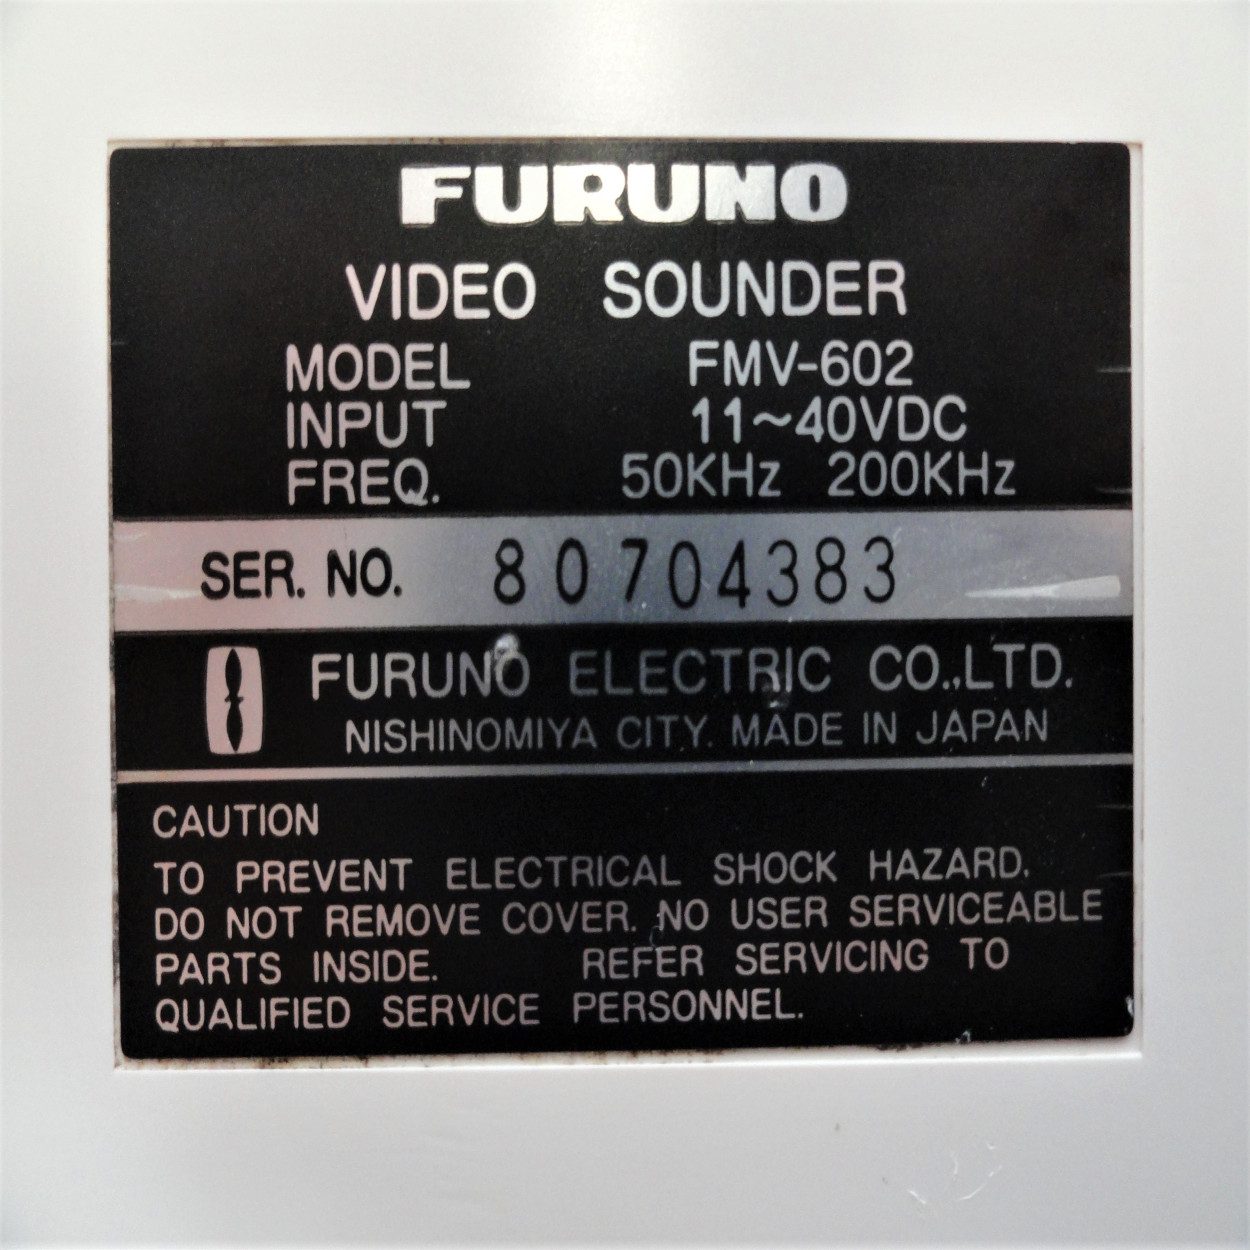 FURUNO
VIDEO SOUNDER
MODEL FMV-602
INPUT 11~40VDC
FREQ. 50KHz 200KHz
SER. NO. 80704383
FURUNO ELECTRIC CO.,LTD.
NISHINOMIYA CITY. MADE IN JAPAN
CAUTION
TO PREVENT ELECTRICAL SHOCK HAZARD.
DO NOT REMOVE COVER. NO USER SERVICEABLE
PARTS INSIDE. REFER SERVICING TO
QUALIFIED SERVICE PERSONNEL.